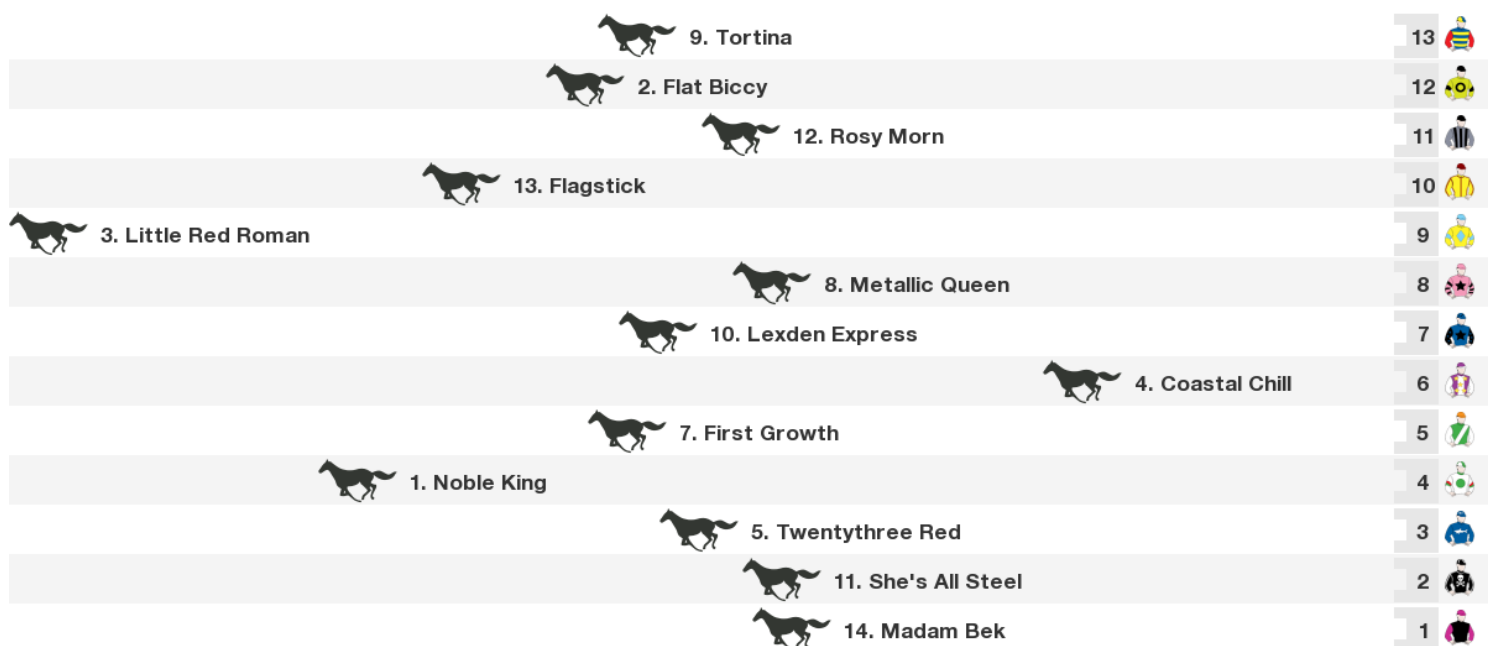 9. Tortina 13
2. Flat Biccy 12
12. Rosy Morn 11
13. Flagstick 10
3. Little Red Roman 9
8. Metallic Queen 8
10. Lexden Express 7
4. Coastal Chill 6
7. First Growth 5
1. Noble King 4
5. Twentythree Red 3
11. She's All Steel 2
14. Madam Bek 1